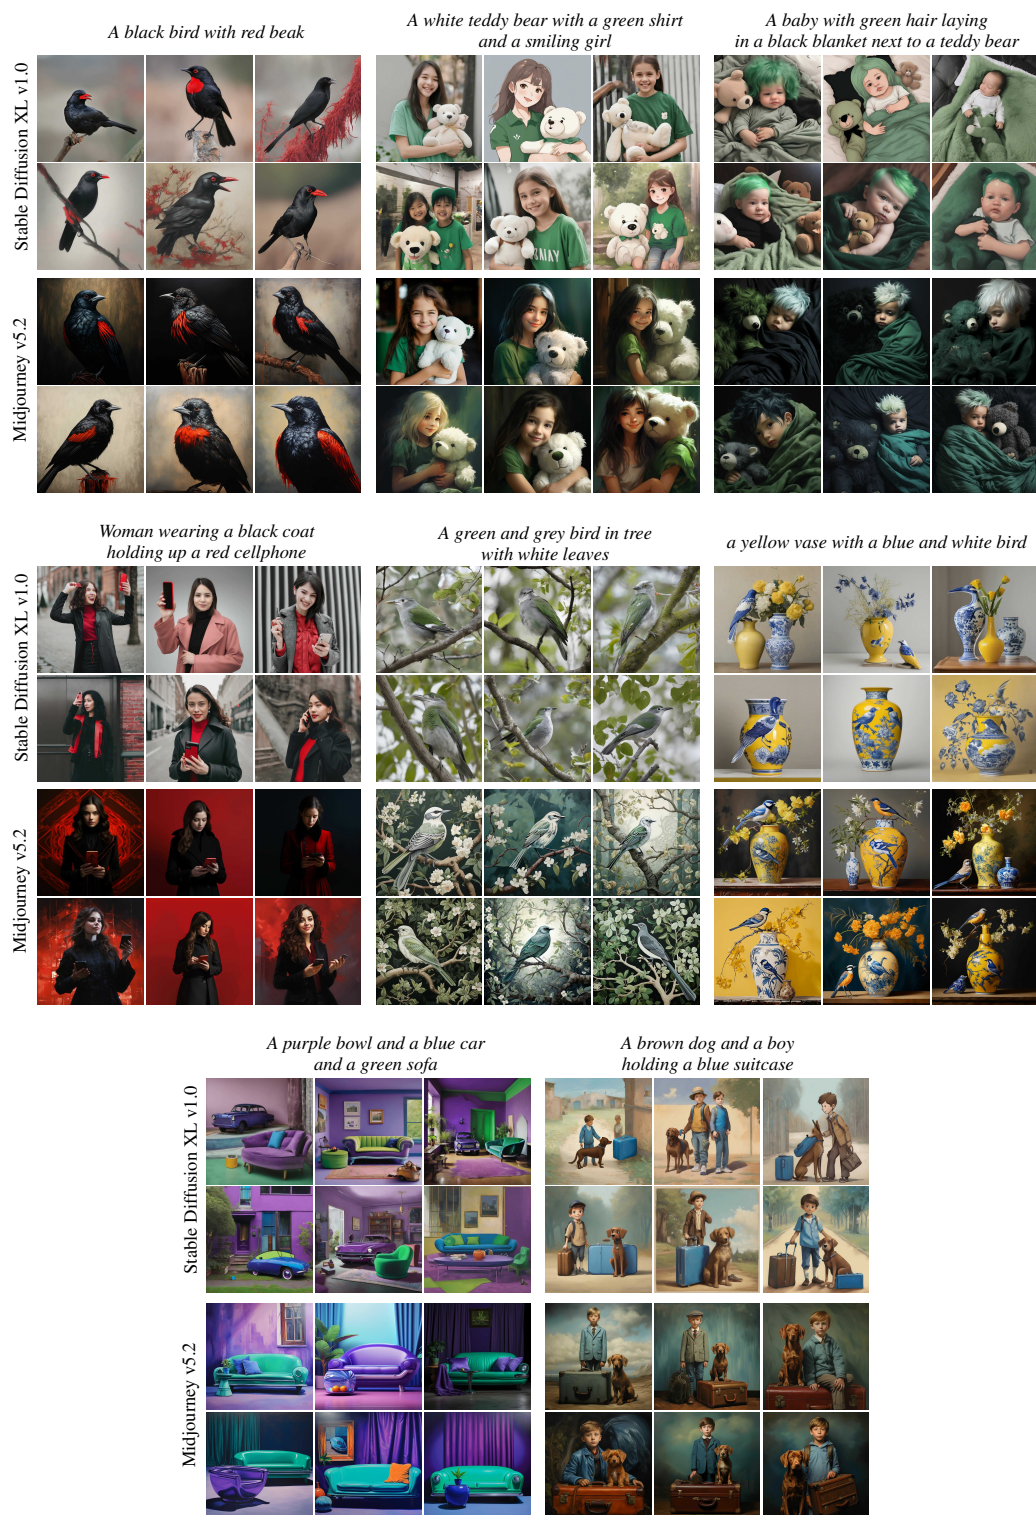 A black bird with red beak
A white teddy bear with a green shirt
and a smiling girl
A baby with green hair laying
in a black blanket next to a teddy bear
Stable Diffusion XL v1.0
Midjourney v5.2
Woman wearing a black coat
holding up a red cellphone
A green and grey bird in tree
with white leaves
a yellow vase with a blue and white bird
Stable Diffusion XL v1.0
Midjourney v5.2
A purple bowl and a blue car
and a green sofa
A brown dog and a boy
holding a blue suitcase
Stable Diffusion XL v1.0
Midjourney v5.2